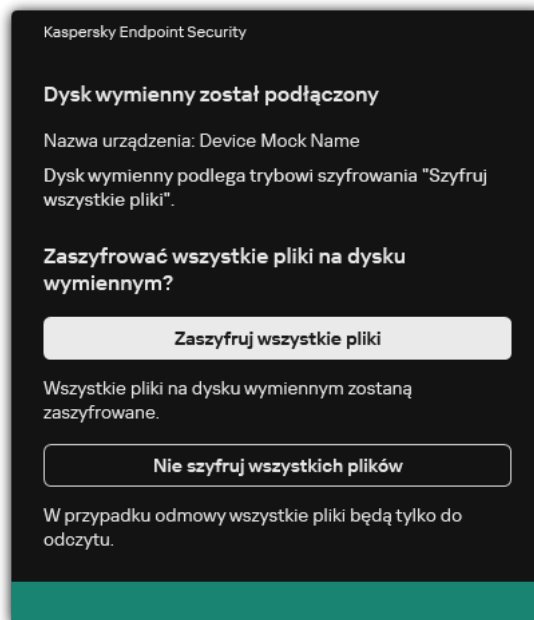 Kaspersky Endpoint Security
Dysk wymienny został podłączony
Nazwa urządzenia: Device Mock Name
Dysk wymienny podlega trybowi szyfrowania "Szyfruj
wszystkie pliki".
Zaszyfrować wszystkie pliki na dysku
wymiennym?
Zaszyfruj wszystkie pliki
Wszystkie pliki na dysku wymiennym zostaną
zaszyfrowane.
Nie szyfruj wszystkich plików
W przypadku odmowy wszystkie pliki będą tylko do
odczytu.